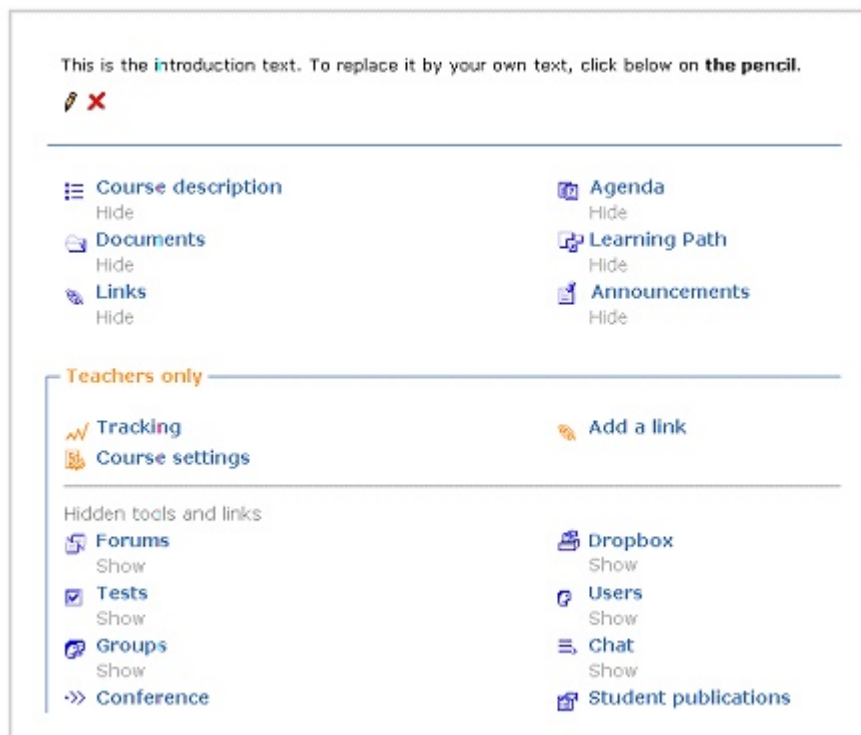 This is the introduction text. To replace it by your own text, click below on the pencil.
Course description
Hide
Agenda
Hide
Documents
Hide
Learning Path
Hide
Links
Hide
Announcements
Hide
Teachers only
Tracking
Add a link
Course settings
Hidden tools and links
Forums
Show
Dropbox
Show
Tests
Show
Users
Show
Groups
Show
Chat
Show
Conference
Student publications